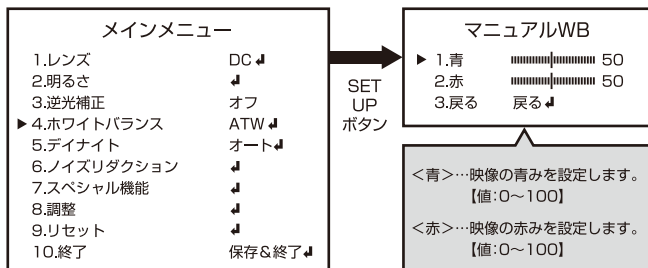 メインメニュー
1.レンズ DC↲
2.明るさ ↲
3.逆光補正 オフ
▶ 4.ホワイトバランス ATW↲
5.デイナイト オート↲
6.ノイズリダクション ↲
7.スペシャル機能 ↲
8.調整 ↲
9.リセット ↲
10.終了 保存&終了↲
SET
UP
ボタン
マニュアルWB
▶ 1.青 50
2.赤 50
3.戻る 戻る↲
<青>…映像の青みを設定します。
【値:0~100】
<赤>…映像の赤みを設定します。
【値:0~100】